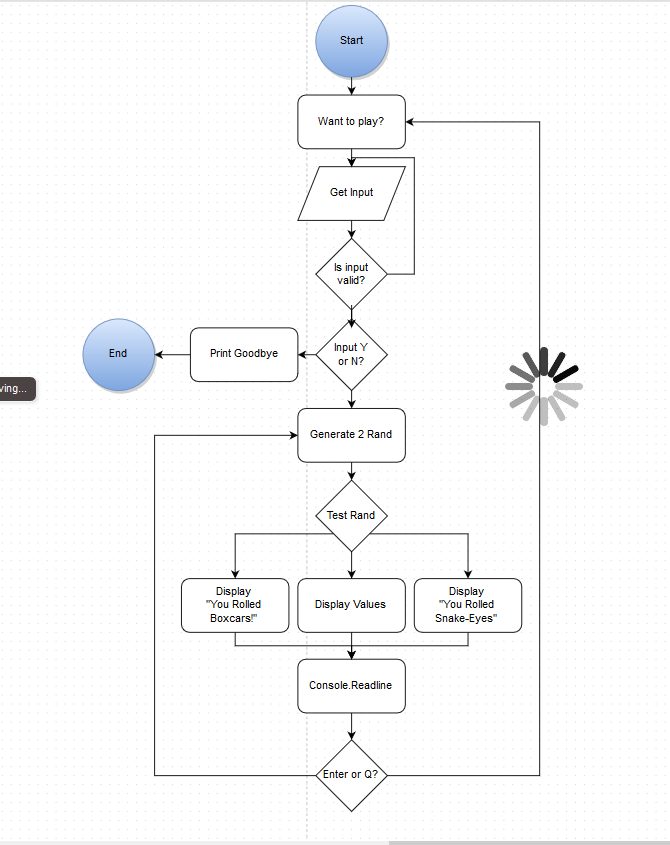 Start
Want to play?
Get Input
Is input
valid?
Input Y
or N?
Print Goodbye
End
ving...
Generate 2 Rand
Test Rand
Display
"You Rolled
Boxcars!"
Display Values
Display
"You Rolled
Snake-Eyes"
Console.Readline
Enter or Q?